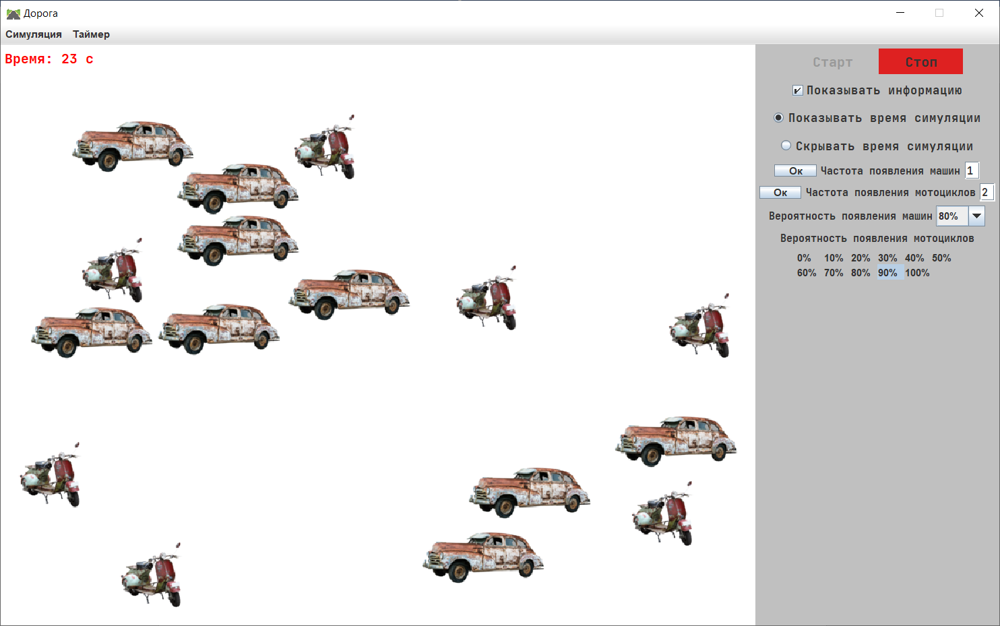 Дорога
Симуляция Таймер
Время: 23 с
Старт Стоп
Показывать информацию
Показывать время симуляции
Скрывать время симуляции
Ок Частота появления машин 1
Ок Частота появления мотоциклов 2
Вероятность появления машин 80%
Вероятность появления мотоциклов
0% 10% 20% 30% 40% 50%
60% 70% 80% 90% 100%